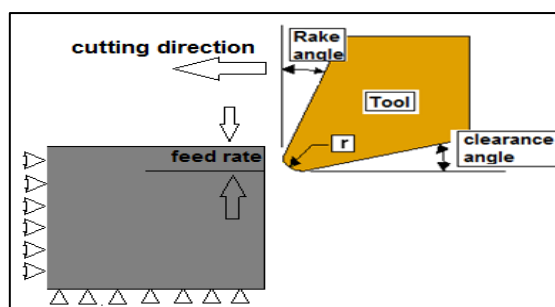 Rake
angle
cutting direction
Tool
feed rate
r
clearance
angle